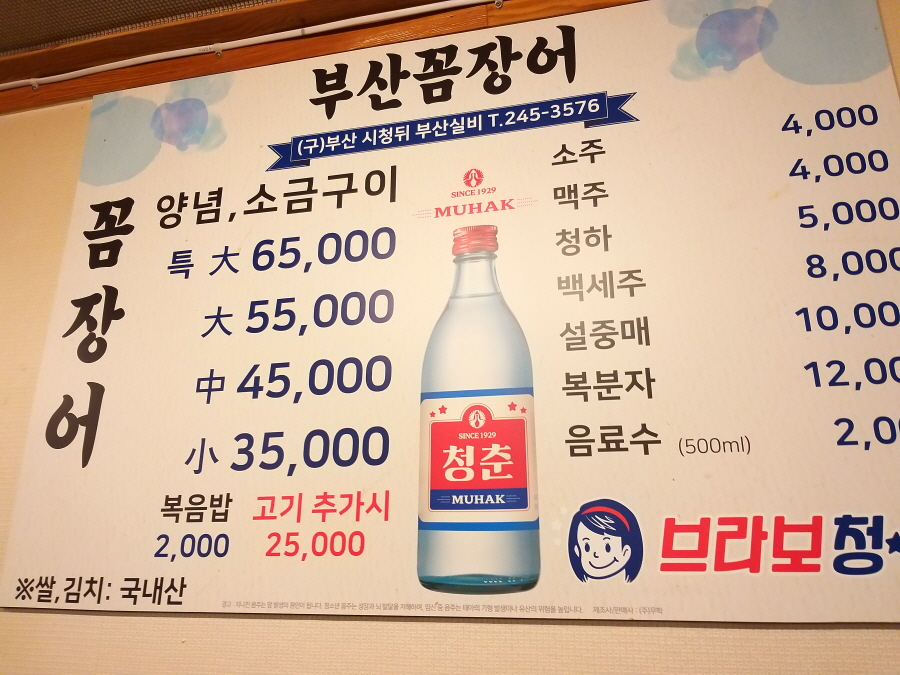 부산꼼장어
(구)부산 시청뒤 부산실비 T.245-3576
꼼장어
양념,소금구이
특 大 65,000
大 55,000
中 45,000
小 35,000
복음밥 고기 추가시
2,000 25,000
※쌀,김치: 국내산
SINCE 1929
MUHAK
SINCE 1929
청춘
MUHAK
소주 4,000
맥주 4,000
청하 5,000
백세주 8,000
설중매 10,00
복분자 12,00
음료수 (500ml) 2,0
브라보청